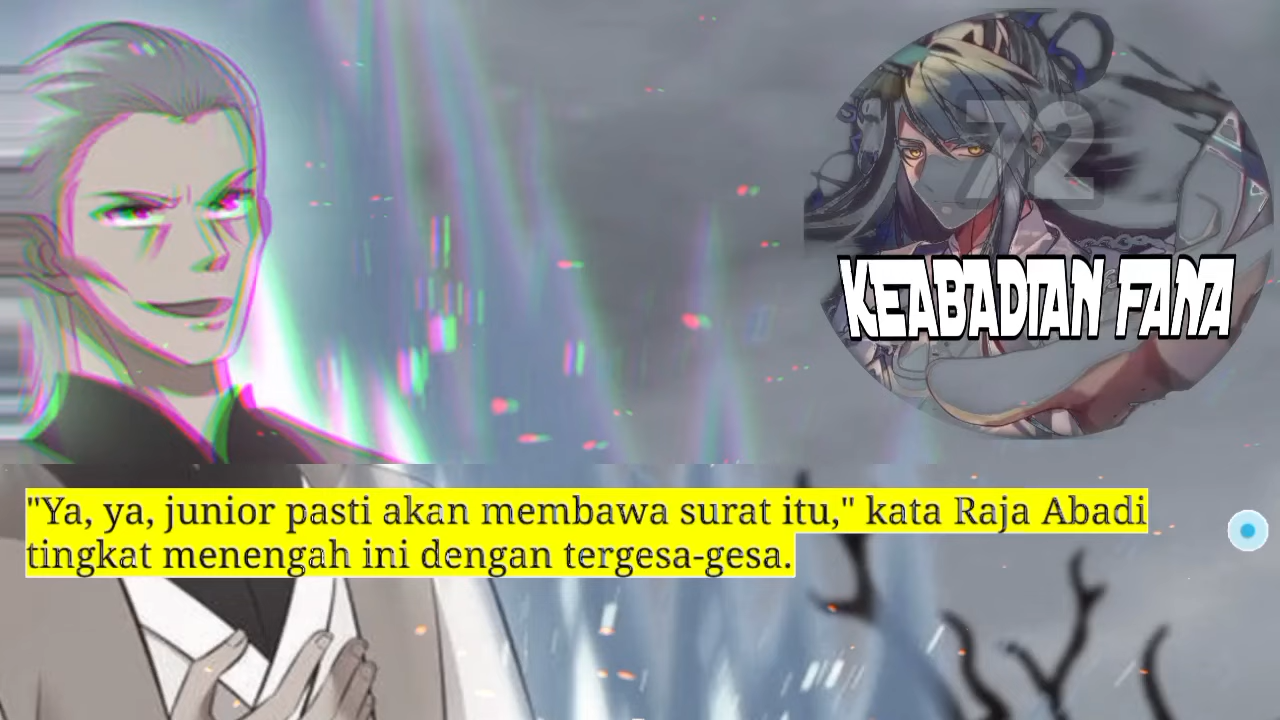 72
KEABADIAN FANA
"Ya, ya, junior pasti akan membawa surat itu," kata Raja Abadi
tingkat menengah ini dengan tergesa-gesa.